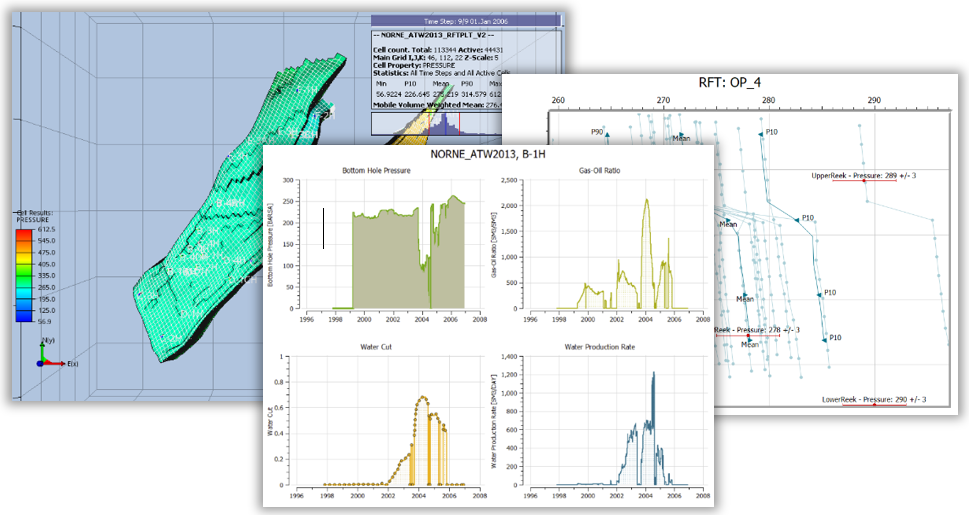 Time Step: 9/9 01.Jan 2006
-- NORNE_ATW2013_RFTPLT_V2 --
Cell count. Total: 113344 Active: 44431
Main Grid I,J,K: 46, 112, 22 Z-Scale: 5
Cell Property: PRESSURE
Statistics: All Time Steps and All Active Cells
Min P10 Mean P90
56.9224 226.645 275.219 314.579 612
Mobile Volume Weighted Mean: 276.
Cell Results:
PRESSURE
612.5
545.0
475.0
405.0
335.0
265.0
195.0
125.0
56.9
N(y)
E(x)
RFT: OP_4
260 270 280 290
P90 Mean P10
UpperReek - Pressure: 289 +/- 3
Mean P10
Mean P10
Reek - Pressure: 278 +/- 3
Mean P10
LowerReek - Pressure: 290 +/- 3
NORNE_ATW2013, B-1H
Bottom Hole Pressure
Bottom Hole Pressure [BARSA]
300
250
200
150
100
50
0
1996 1998 2000 2002 2004 2006 2008
Gas-Oil Ratio
Gas-Oil Ratio [SM3/SM3]
2,500
2,000
1,500
1,000
500
0
1996 1998 2000 2002 2004 2006 2008
Water Cut
Water Cut
1
0.8
0.6
0.4
0.2
0
1996 1998 2000 2002 2004 2006 2008
Water Production Rate
Water Production Rate [SM3/DAY]
1,400
1,200
1,000
800
600
400
200
0
1996 1998 2000 2002 2004 2006 2008